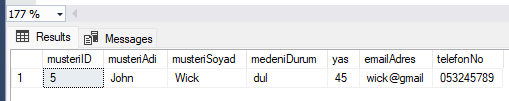 177 %
Results Messages
musteriID musteriAdi musteriSoyad medeniDurum yas emailAdres telefonNo
1 5 John Wick dul 45 wick@gmail 053245789